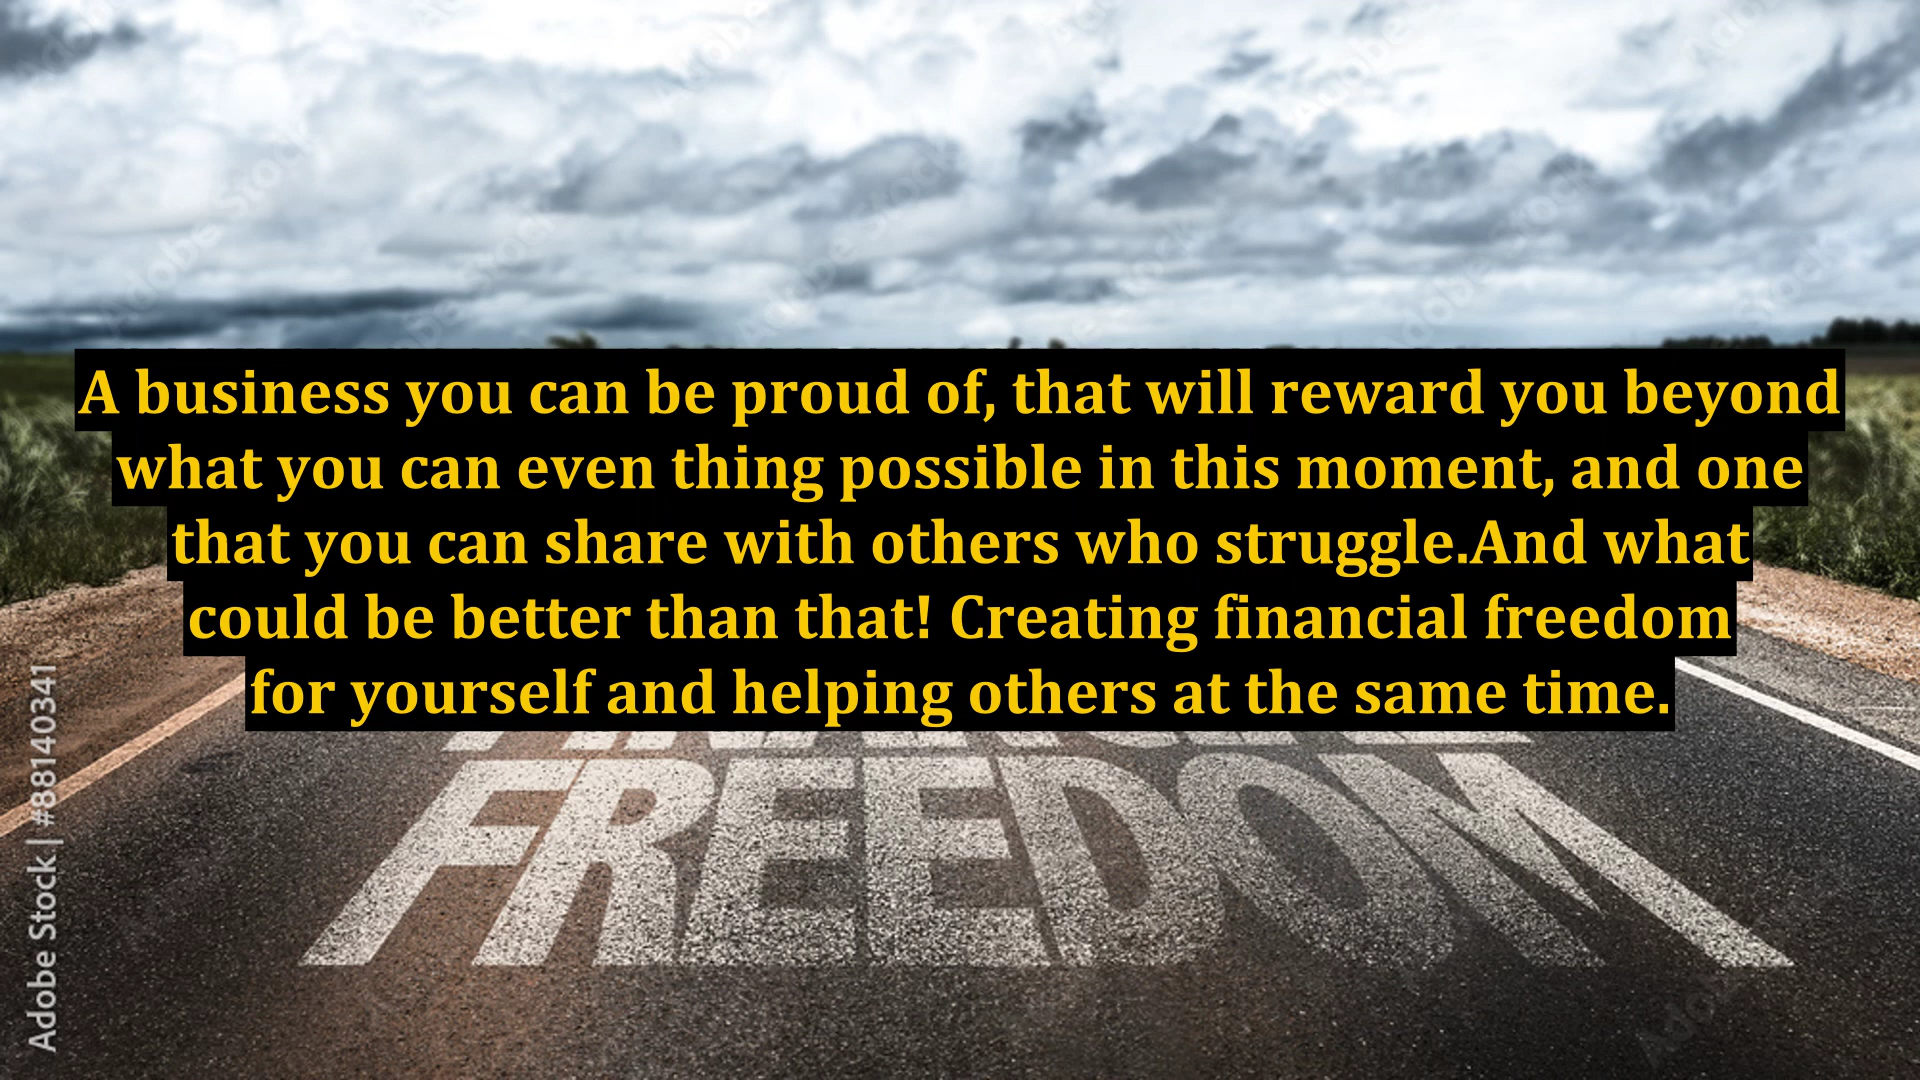 A business you can be proud of, that will reward you beyond
what you can even thing possible in this moment, and one
that you can share with others who struggle.And what
could be better than that! Creating financial freedom
for yourself and helping others at the same time.
FREEDOM
Adobe Stock | #88140341